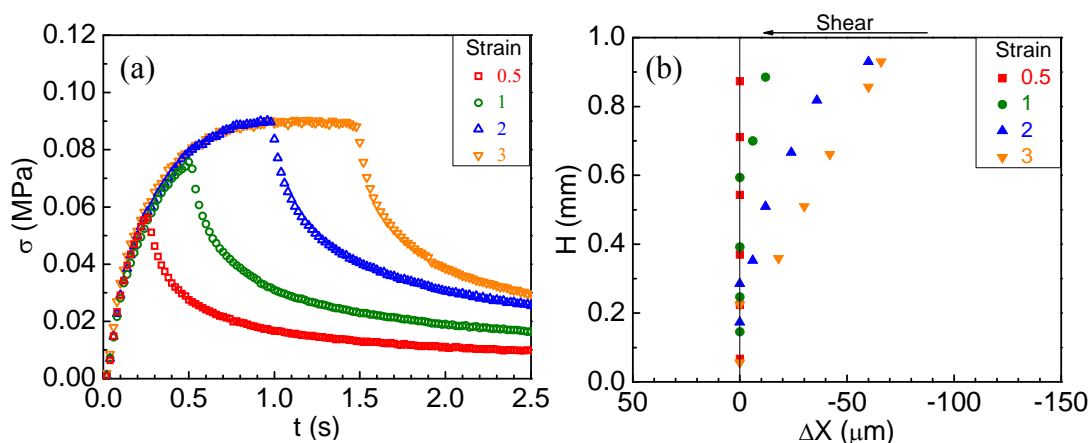 (a)
Strain
0.5
1
2
3
0.12
0.10
0.08
0.06
0.04
0.02
0.00
σ (MPa)
0.0 0.5 1.0 1.5 2.0 2.5
t (s)
Shear
(b)
Strain
0.5
1
2
3
1.0
0.8
0.6
0.4
0.2
0.0
H (mm)
50 0 -50 -100 -150
ΔX (μm)